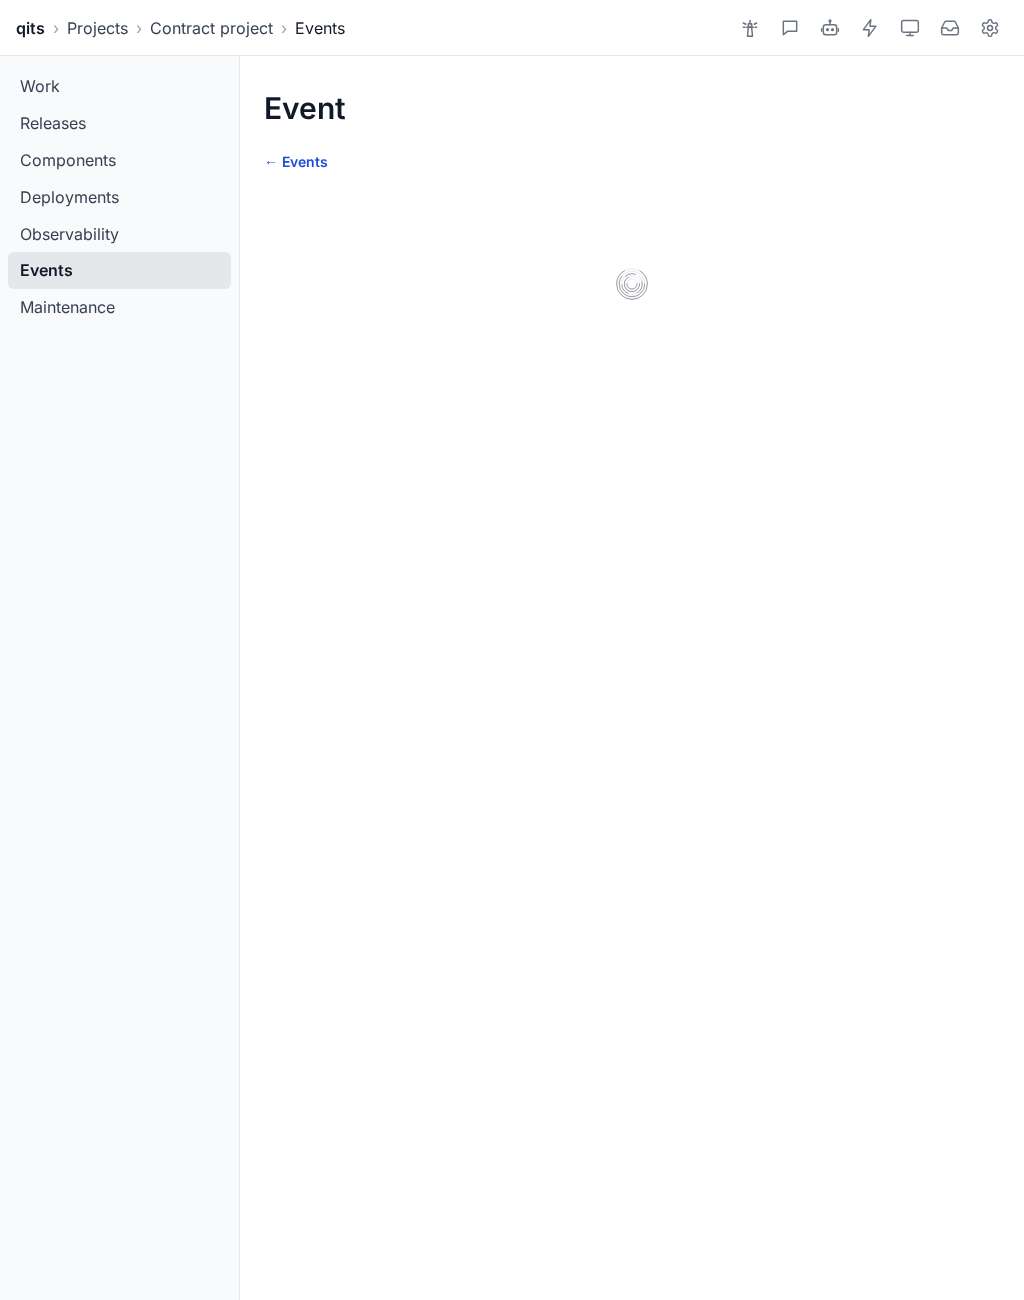 qits › Projects › Contract project › Events
Work
Releases
Components
Deployments
Observability
Events
Maintenance
Event
← Events